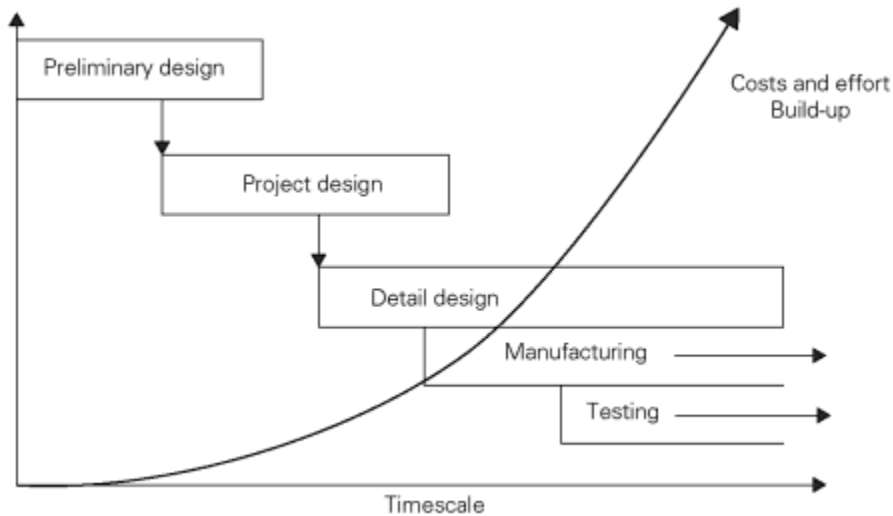 Preliminary design
Costs and effort
Build-up
Project design
Detail design
Manufacturing
Testing
Timescale